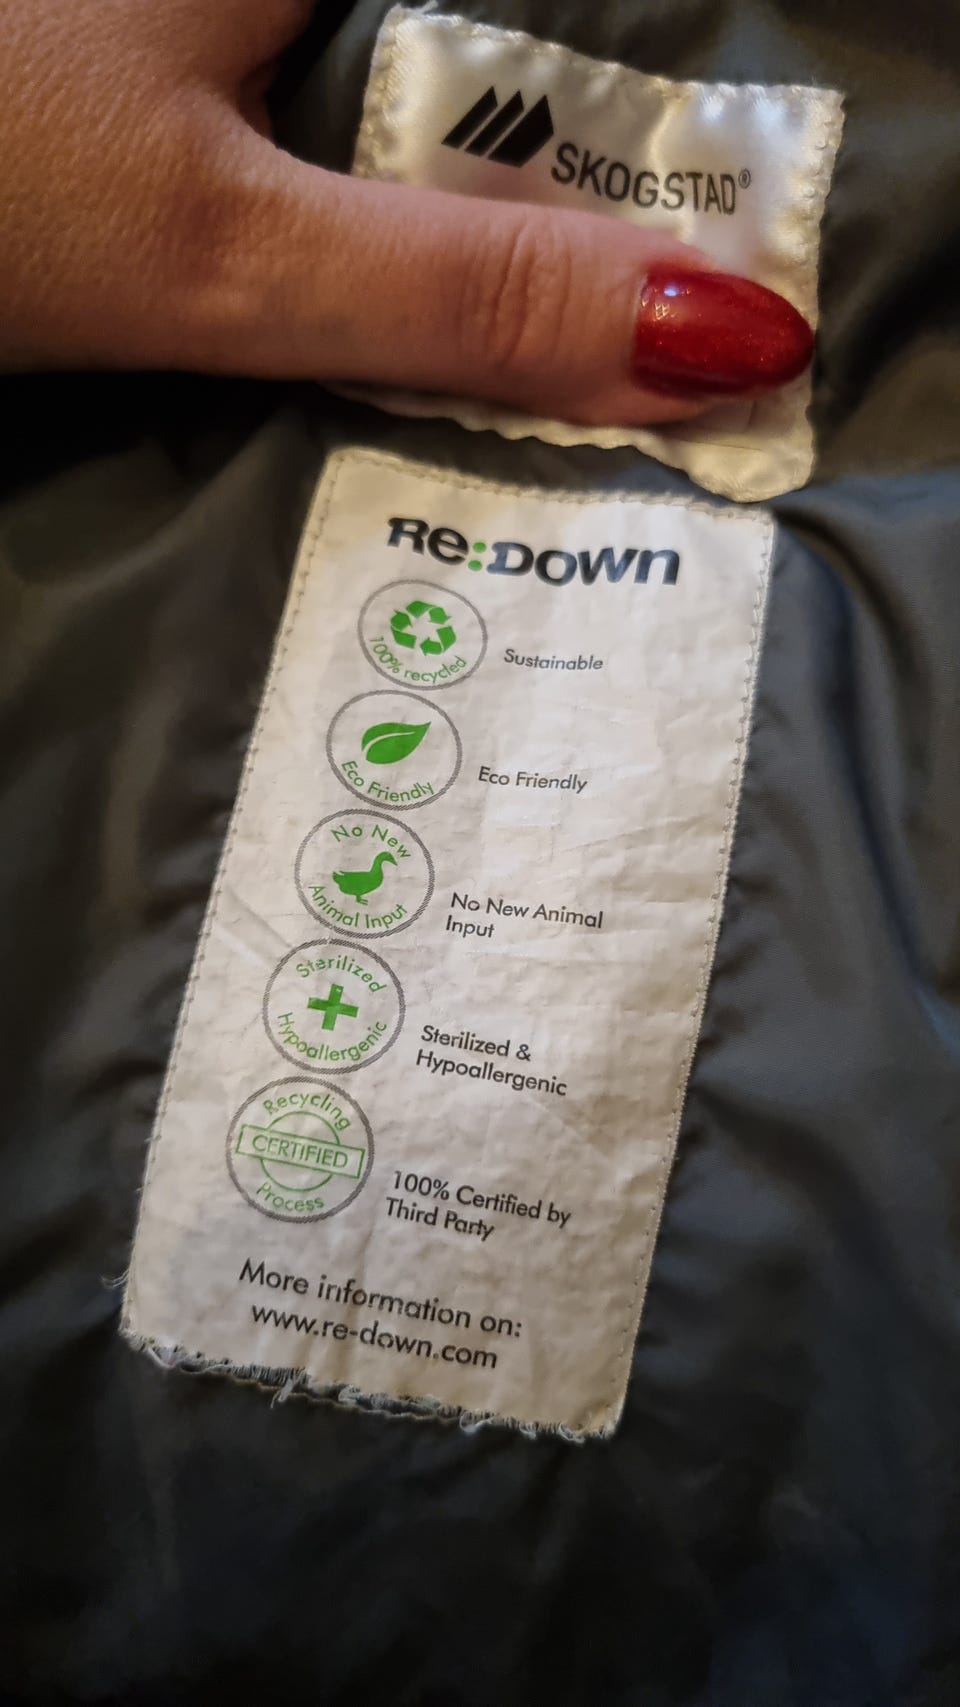 SKOGSTAD®
Re:Down
100% recycled
Sustainable
Eco Friendly
Eco Friendly
No New
Animal Input
No New Animal
Input
Sterilized
Hypoallergenic
Sterilized &
Hypoallergenic
Recycling
CERTIFIED
Process
100% Certified by
Third Party
More information on:
www.re-down.com